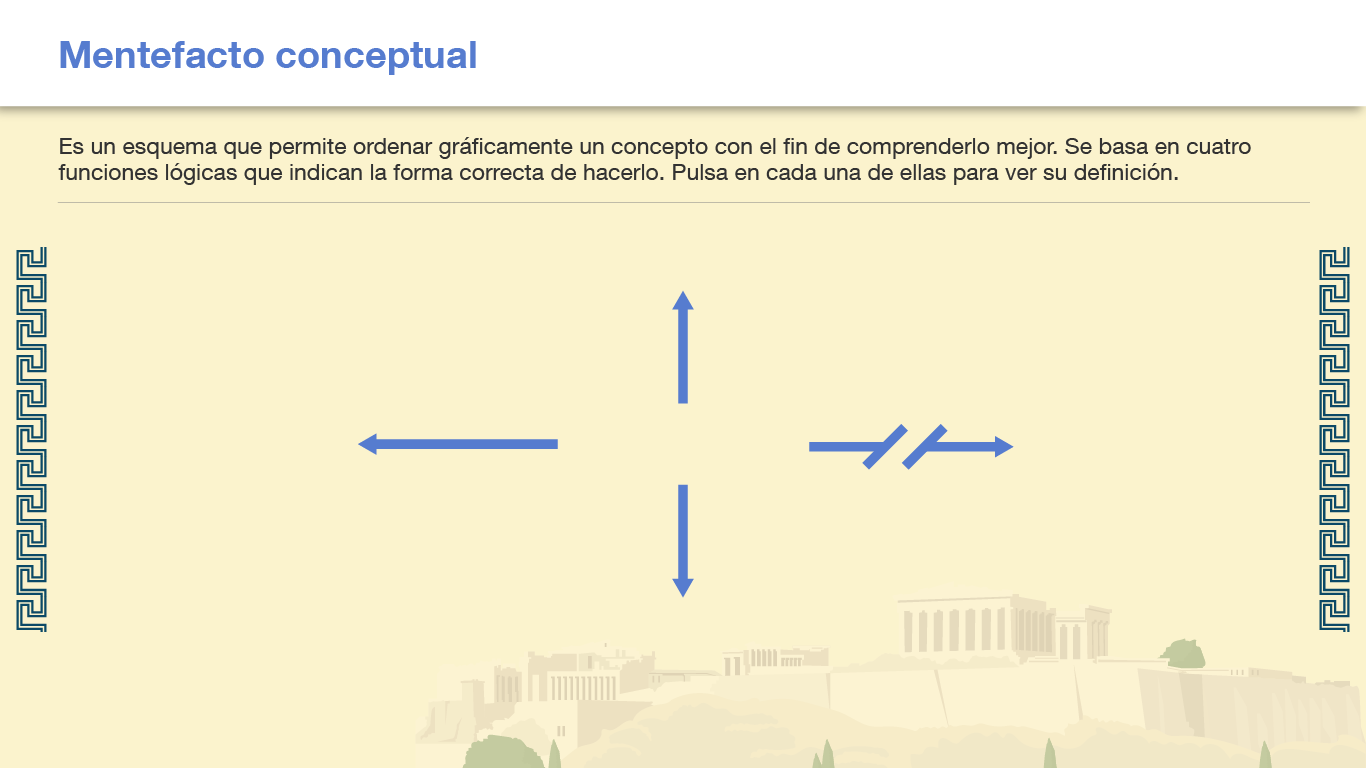 Mentefacto conceptual
Es un esquema que permite ordenar gráficamente un concepto con el fin de comprenderlo mejor. Se basa en cuatro
funciones lógicas que indican la forma correcta de hacerlo. Pulsa en cada una de ellas para ver su definición.